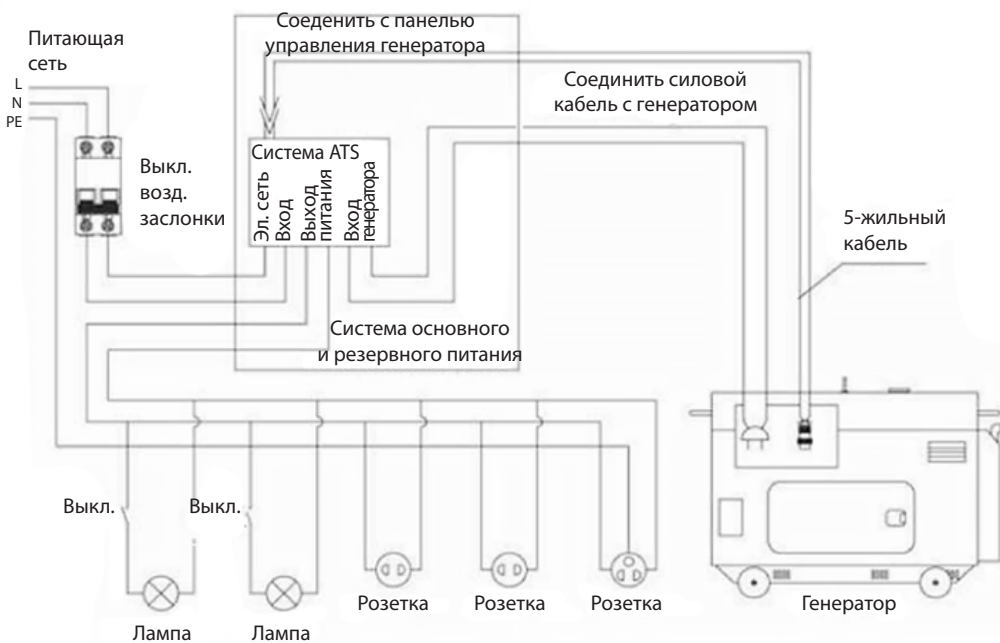 Соеденить с панелью
управления генератора
Питающая
сеть
L
N
PE
Соединить силовой
кабель с генератором
Система ATS
Эл. сеть
Вход
Выход
питания
Вход
генератора
Выкл.
возд.
заслонки
5-жильный
кабель
Система основного
и резервного питания
Выкл.
Выкл.
Розетка
Розетка
Розетка
Генератор
Лампа
Лампа